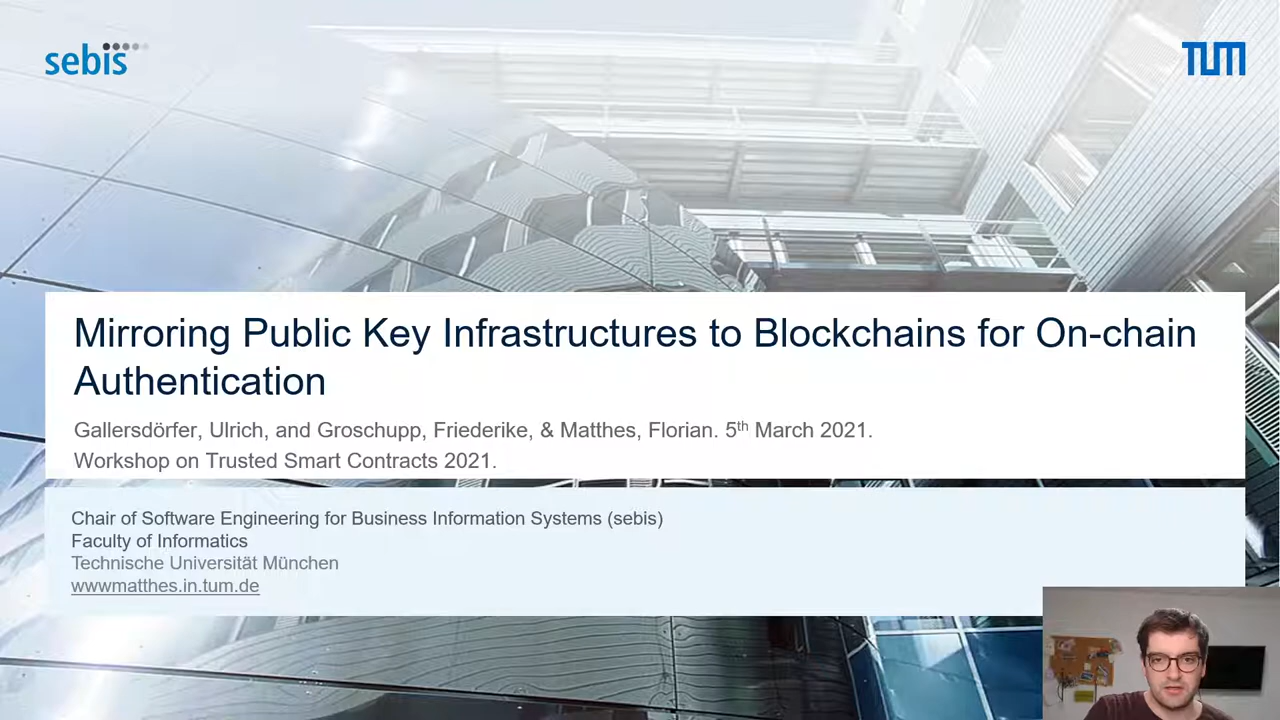 sebis
TUM
Mirroring Public Key Infrastructures to Blockchains for On-chain
Authentication
Gallersdörfer, Ulrich, and Groschupp, Friederike, & Matthes, Florian. 5th March 2021.
Workshop on Trusted Smart Contracts 2021.
Chair of Software Engineering for Business Information Systems (sebis)
Faculty of Informatics
Technische Universität München
wwwmatthes.in.tum.de